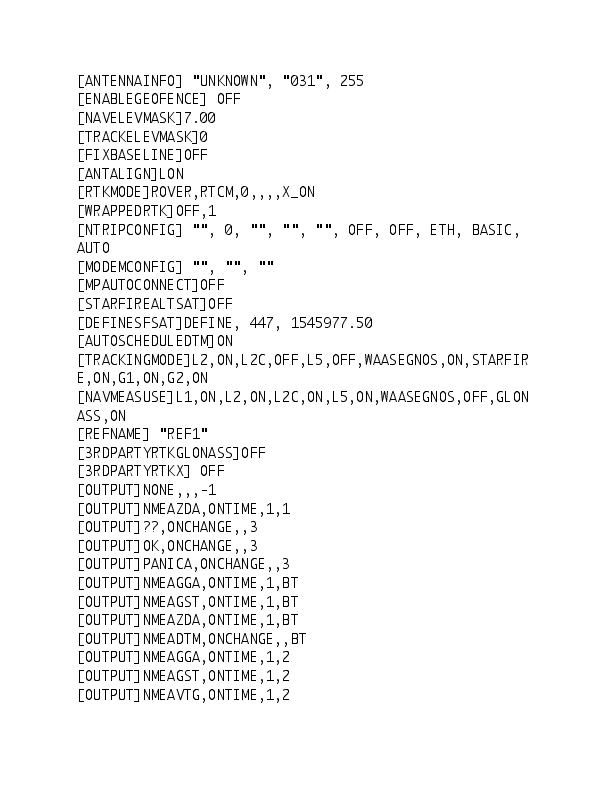 [ANTENNAINFO] "UNKNOWN", "031", 255
[ENABLEGEOFENCE] OFF
[NAVELEVMASK]7.00
[TRACKELEVMASK]0
[FIXBASELINE]OFF
[ANTALIGN]LON
[RTKMODE]ROVER,RTCM,0,,,,X_ON
[WRAPPEDRTK]OFF,1
[NTRIPCONFIG] "", 0, "", "", "", OFF, OFF, ETH, BASIC,
AUTO
[MODEMCONFIG] "", "", ""
[MPAUTOCONNECT]OFF
[STARFIREALTSAT]OFF
[DEFINESFSAT]DEFINE, 447, 1545977.50
[AUTOSCHEDULEDTM]ON
[TRACKINGMODE]L2,ON,L2C,OFF,L5,OFF,WAASEGNOS,ON,STARFIR
E,ON,G1,ON,G2,ON
[NAVMEASUSE]L1,ON,L2,ON,L2C,ON,L5,ON,WAASEGNOS,OFF,GLON
ASS,ON
[REFNAME] "REF1"
[3RDPARTYRTKGLONASS]OFF
[3RDPARTYRTKX] OFF
[OUTPUT]NONE,,,-1
[OUTPUT]NMEAZDA,ONTIME,1,1
[OUTPUT]??,ONCHANGE,,3
[OUTPUT]OK,ONCHANGE,,3
[OUTPUT]PANICA,ONCHANGE,,3
[OUTPUT]NMEAGGA,ONTIME,1,BT
[OUTPUT]NMEAGST,ONTIME,1,BT
[OUTPUT]NMEAZDA,ONTIME,1,BT
[OUTPUT]NMEADTM,ONCHANGE,,BT
[OUTPUT]NMEAGGA,ONTIME,1,2
[OUTPUT]NMEAGST,ONTIME,1,2
[OUTPUT]NMEAVTG,ONTIME,1,2